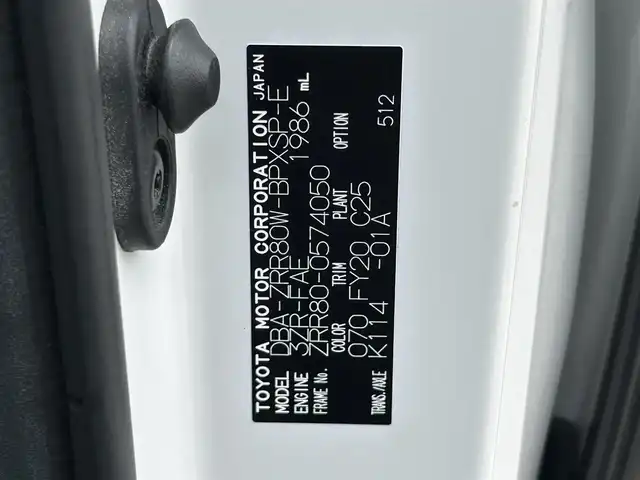 TOYOTA MOTOR CORPORATION JAPAN
MODEL DBA-ZRR80W-BPXSP-E
ENGINE 3ZR-FAE 1986 mL
FRAME No. ZRR80-0574050
COLOR TRIM PLANT OPTION
070 FY20 C25
TRANS./AXLE K114 -01A 512